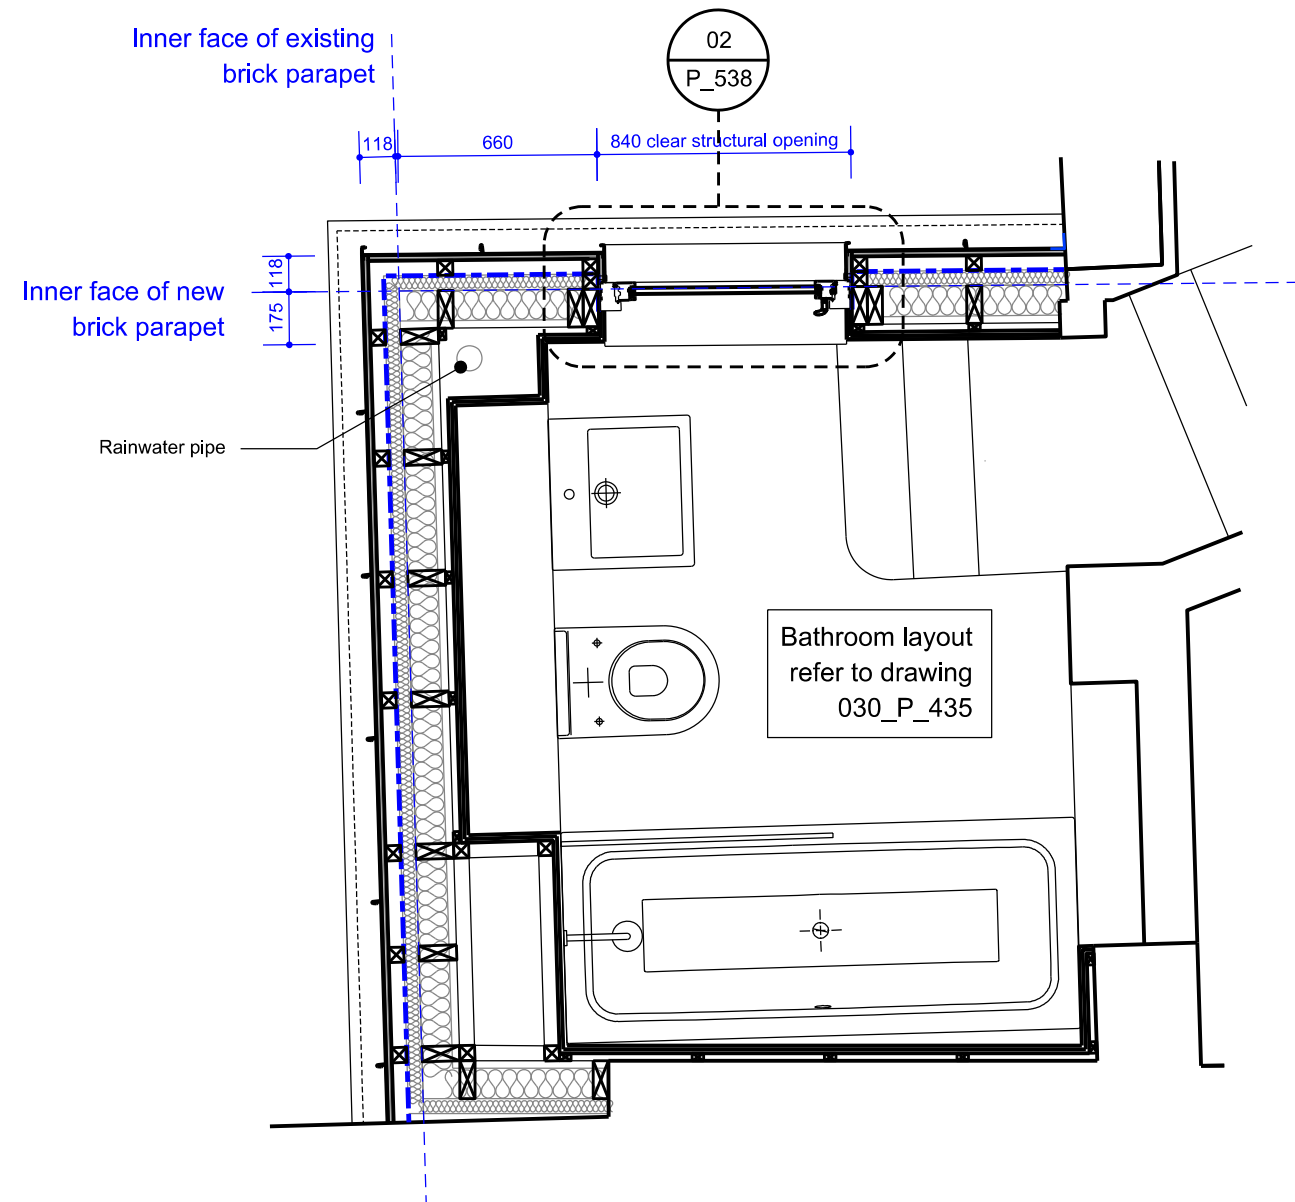 Inner face of existing
brick parapet
02
P_538
118
660
840 clear structural opening
118
175
Inner face of new
brick parapet
Rainwater pipe
Bathroom layout
refer to drawing
030_P_435